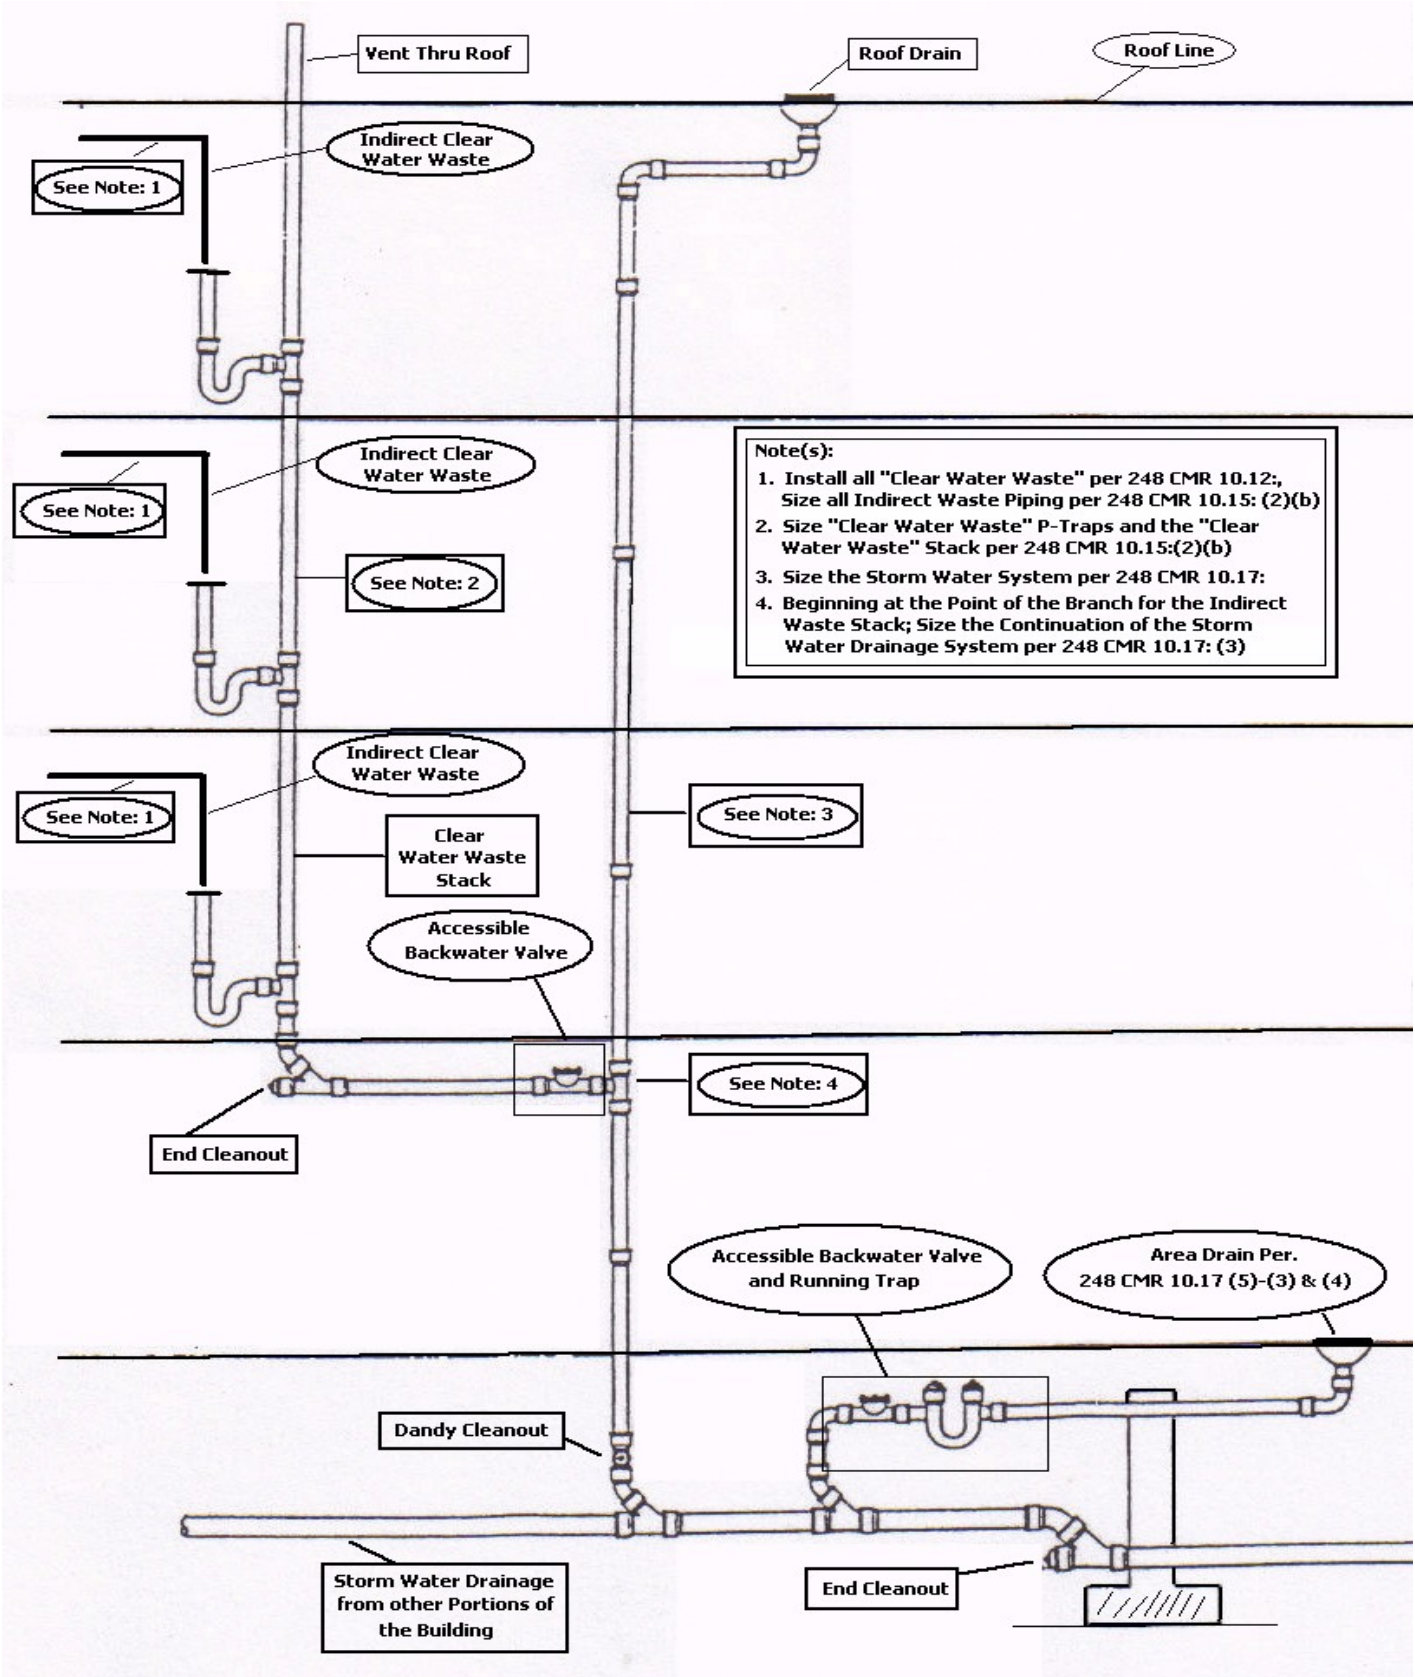 Vent Thru Roof
Roof Drain
Roof Line
Indirect Clear
Water Waste
See Note: 1
Indirect Clear
Water Waste
See Note: 1
See Note: 2
Note(s):
1. Install all "Clear Water Waste" per 248 CMR 10.12:,
Size all Indirect Waste Piping per 248 CMR 10.15: (2)(b)
2. Size "Clear Water Waste" P-Traps and the "Clear
Water Waste" Stack per 248 CMR 10.15:(2)(b)
3. Size the Storm Water System per 248 CMR 10.17:
4. Beginning at the Point of the Branch for the Indirect
Waste Stack; Size the Continuation of the Storm
Water Drainage System per 248 CMR 10.17: (3)
Indirect Clear
Water Waste
See Note: 1
See Note: 3
Clear
Water Waste
Stack
Accessible
Backwater Valve
See Note: 4
End Cleanout
Accessible Backwater Valve
and Running Trap
Area Drain Per.
248 CMR 10.17 (5)-(3) & (4)
Dandy Cleanout
Storm Water Drainage
from other Portions of
the Building
End Cleanout